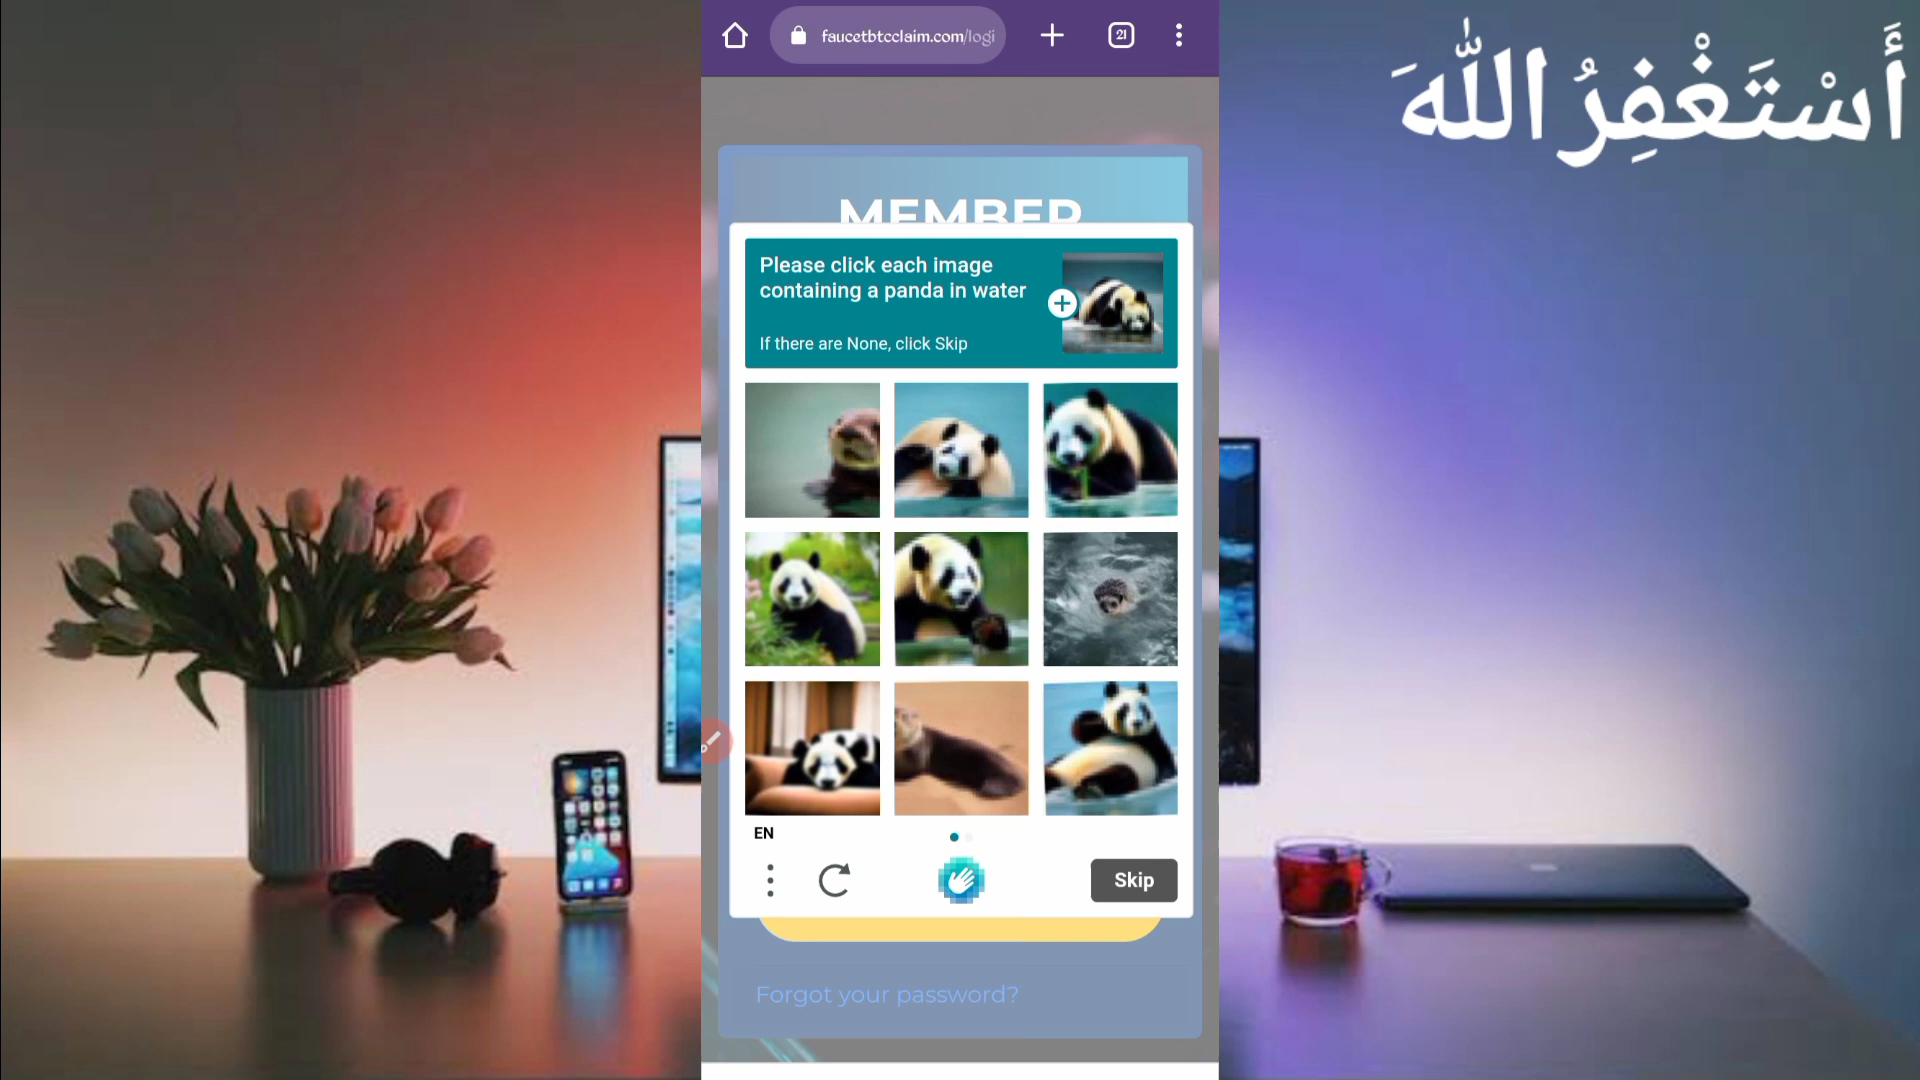 21
faucetbtcclaim.com/logi
أَسْتَغْفِرُ اللّٰهَ
MEMBER
Please click each image
containing a panda in water
If there are None, click Skip
EN
Skip
Forgot your password?